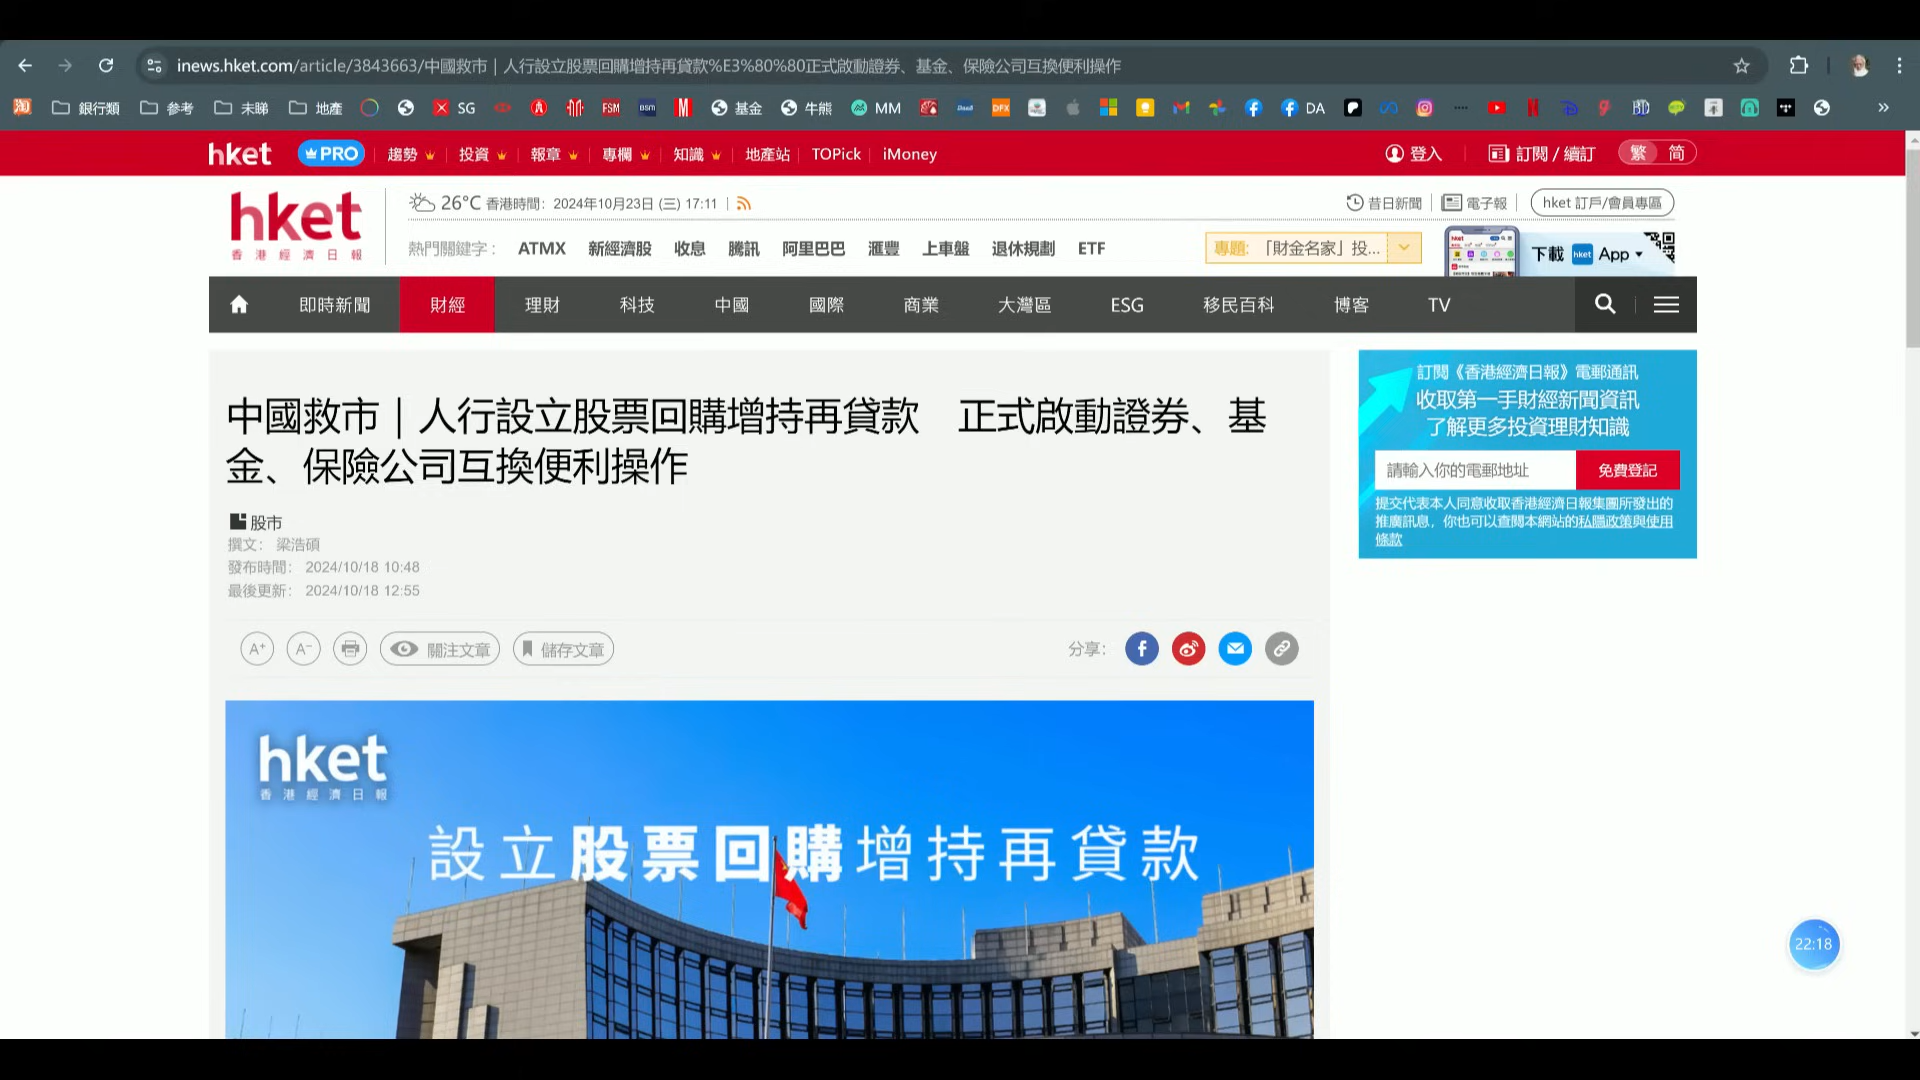 inews.hket.com/article/3843663/中國救市｜人行設立股票回購增持再貸款%E3%80%80正式啟動證券、基金、保險公司互換便利操作
銀行類 參考 未睇 地產 SG FSM 基金 牛熊 MM DFX DA
hket PRO 趨勢 投資 報章 專欄 知識 地產站 TOPick iMoney 登入 訂閱 / 續訂 繁 简
hket
香港經濟日報
26°C 香港時間： 2024年10月23日 (三) 17:11 昔日新聞 電子報 hket 訂戶/會員專區
熱門關鍵字： ATMX 新經濟股 收息 騰訊 阿里巴巴 滙豐 上車盤 退休規劃 ETF 專題: 「財金名家」投... 下載 hket App
即時新聞 財經 理財 科技 中國 國際 商業 大灣區 ESG 移民百科 博客 TV
中國救市｜人行設立股票回購增持再貸款　正式啟動證券、基
金、保險公司互換便利操作
股市
撰文： 梁浩碩
發布時間： 2024/10/18 10:48
最後更新： 2024/10/18 12:55
A+ A- 關注文章 儲存文章 分享：
訂閱《香港經濟日報》電郵通訊
收取第一手財經新聞資訊
了解更多投資理財知識
請輸入你的電郵地址 免費登記
提交代表本人同意收取香港經濟日報集團所發出的
推廣訊息，你也可以查閱本網站的私隱政策與使用
條款
hket
香港經濟日報
設立股票回購增持再貸款
22:18